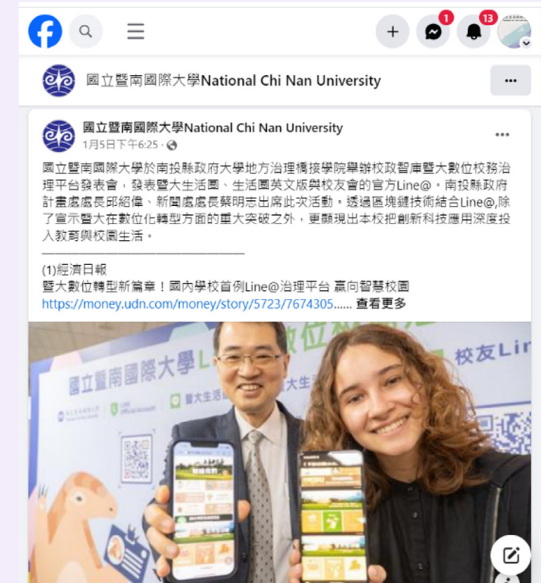 1
13
國立暨南國際大學National Chi Nan University
國立暨南國際大學National Chi Nan University
1月5日下午6:25
國立暨南國際大學於南投縣政府大學地方治理橋接學院舉辦校政智庫暨大數位校務治
理平台發表會，發表暨大生活圈、生活圈英文版與校友會的官方Line@。南投縣政府
計畫處處長邱紹偉、新聞處處長蔡明志出席此次活動。透過區塊鏈技術結合Line@,除
了宣示暨大在數位化轉型方面的重大突破之外，更顯現出本校把創新科技應用深度投
入教育與校園生活。
(1)經濟日報
暨大數位轉型新篇章！國內學校首例Line@治理平台 贏向智慧校園
https://money.udn.com/money/story/5723/7674305...... 查看更多
國立暨南國際大學L
數位校
校友Lin
暨大生活
大生